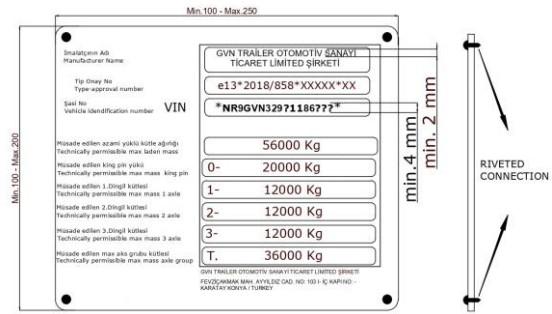 Min.100 - Max.250
Min.100 - Max.200
İmalatçının Adı
Manufacturer Name
GVN TRAİLER OTOMOTİV SANAYİ
TİCARET LİMİTED ŞİRKETİ
Tip Onay No
Type-approval number
e13*2018/858*XXXXX*XX
Şasi No
Vehicle idendification number
VIN
*NR9GVN329?1186???*
min.4 mm
min. 2 mm
Müsade edilen azami yüklü kütle ağırlığı
Technically permissible max laden mass
56000 Kg
Müsade edilen king pin yükü
Technically permissible max mass king pin
0- 20000 Kg
Müsade edilen 1.Dingil kütlesi
Technically permissible max mass 1 axle
1- 12000 Kg
Müsade edilen 2.Dingil kütlesi
Technically permissible max mass 2 axle
2- 12000 Kg
Müsade edilen 3.Dingil kütlesi
Technically permissible max mass 3 axle
3- 12000 Kg
Müsade edilen max aks grubu kütlesi
Technically permissible max mass axle group
T. 36000 Kg
GVN TRAİLER OTOMOTİV SANAYİ TİCARET LİMİTED ŞİRKETİ
FEVZİÇAKMAK MAH. AYYILDIZ CAD. NO: 103 I- İÇ KAPI NO: -
KARATAY KONYA / TURKEY
RIVETED
CONNECTION